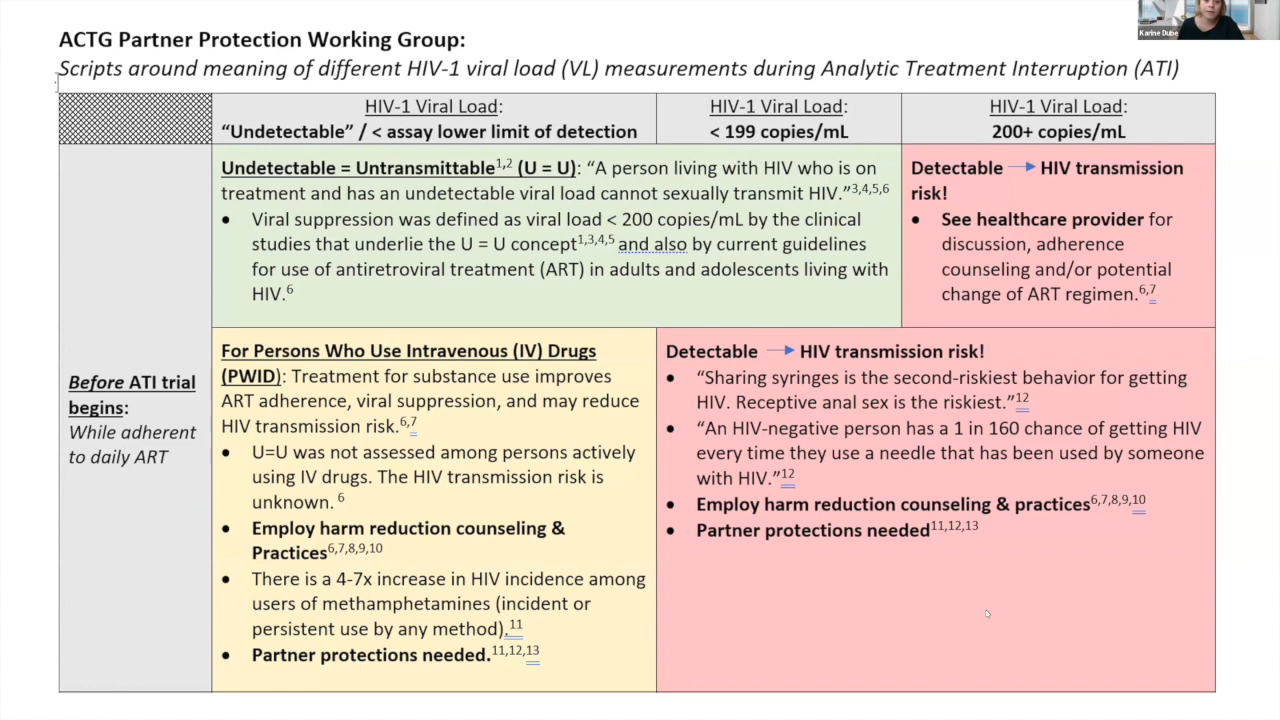 ACTG Partner Protection Working Group:
Scripts around meaning of different HIV-1 viral load (VL) measurements during Analytic Treatment Interruption (ATI)
Karine Dube
HIV-1 Viral Load:
“Undetectable” / < assay lower limit of detection
HIV-1 Viral Load:
< 199 copies/mL
HIV-1 Viral Load:
200+ copies/mL
Before ATI trial
begins:
While adherent
to daily ART
Undetectable = Untransmittable1,2 (U = U): “A person living with HIV who is on
treatment and has an undetectable viral load cannot sexually transmit HIV.”3,4,5,6
• Viral suppression was defined as viral load < 200 copies/mL by the clinical
studies that underlie the U = U concept1,3,4,5 and also by current guidelines
for use of antiretroviral treatment (ART) in adults and adolescents living with
HIV.6
Detectable → HIV transmission
risk!
• See healthcare provider for
discussion, adherence
counseling and/or potential
change of ART regimen.6,7
For Persons Who Use Intravenous (IV) Drugs
(PWID): Treatment for substance use improves
ART adherence, viral suppression, and may reduce
HIV transmission risk.6,7
• U=U was not assessed among persons actively
using IV drugs. The HIV transmission risk is
unknown. 6
• Employ harm reduction counseling &
Practices6,7,8,9,10
• There is a 4-7x increase in HIV incidence among
users of methamphetamines (incident or
persistent use by any method).11
• Partner protections needed.11,12,13
Detectable → HIV transmission risk!
• “Sharing syringes is the second-riskiest behavior for getting
HIV. Receptive anal sex is the riskiest.”12
• “An HIV-negative person has a 1 in 160 chance of getting HIV
every time they use a needle that has been used by someone
with HIV.”12
• Employ harm reduction counseling & practices6,7,8,9,10
• Partner protections needed11,12,13